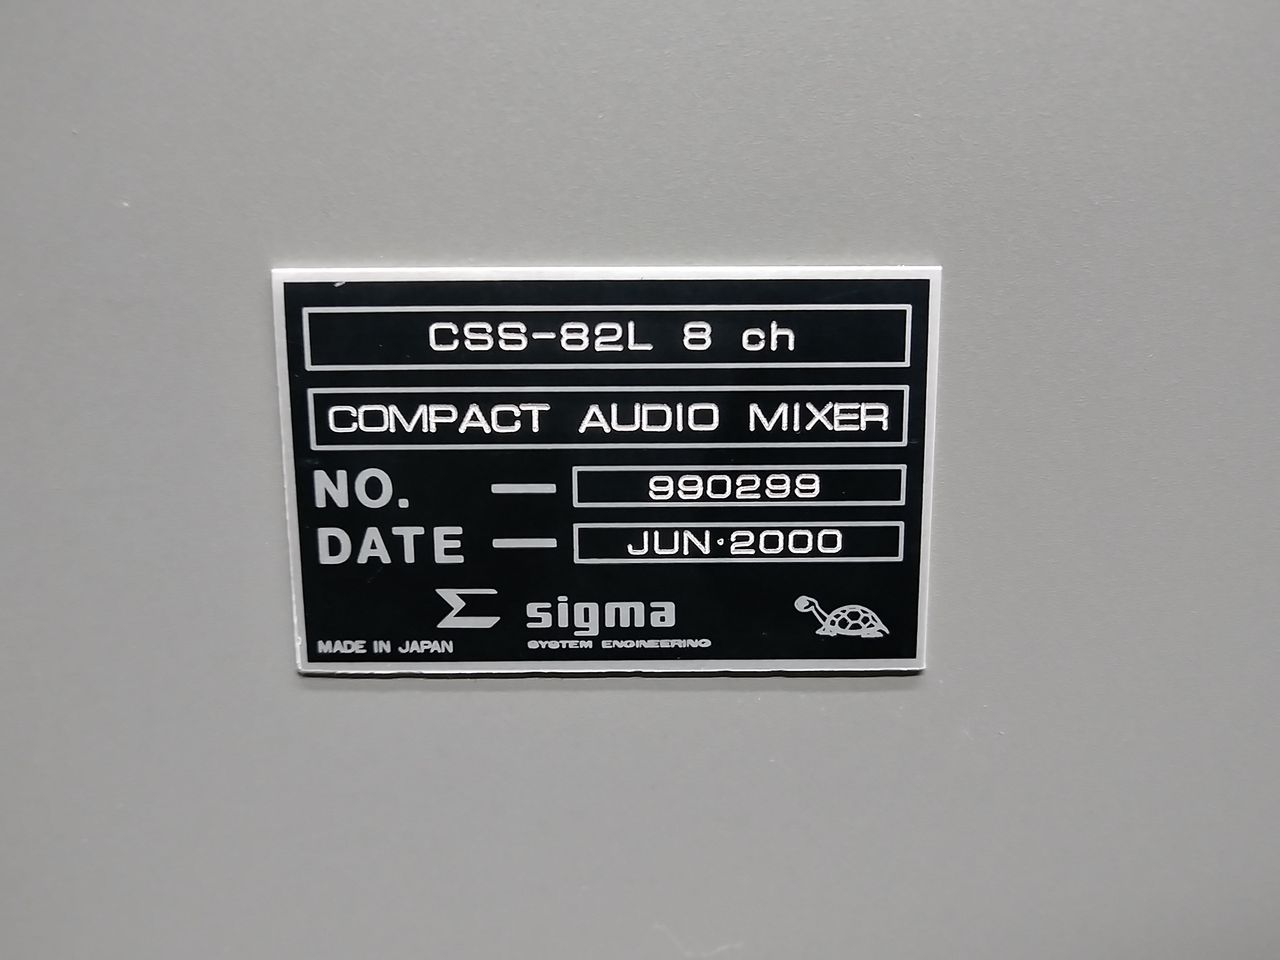 CSS-82L 8 ch
COMPACT AUDIO MIXER
NO. — 990299
DATE — JUN·2000
Σ sigma
MADE IN JAPAN SYSTEM ENGINEERING